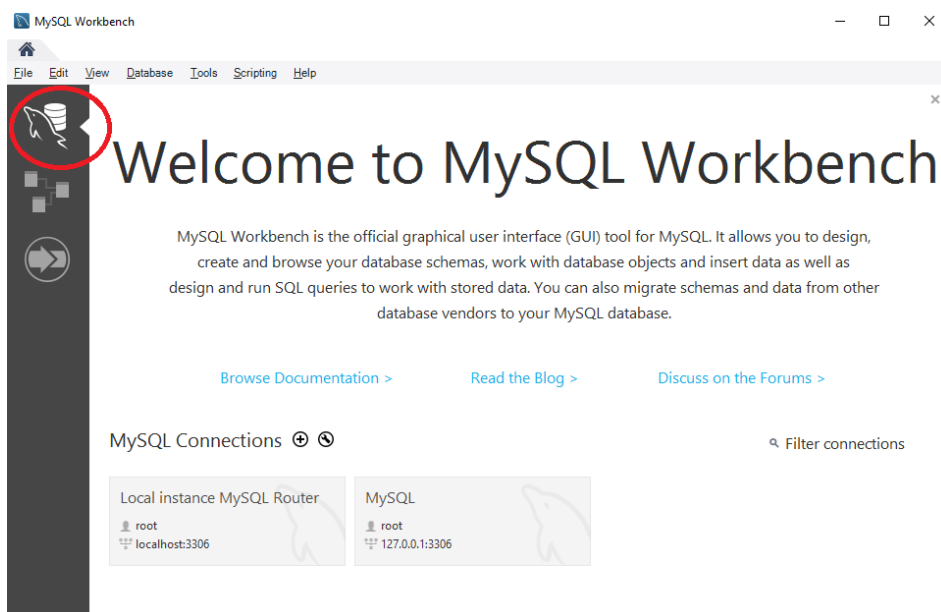 MySQL Workbench
File Edit View Database Tools Scripting Help
Welcome to MySQL Workbench
MySQL Workbench is the official graphical user interface (GUI) tool for MySQL. It allows you to design,
create and browse your database schemas, work with database objects and insert data as well as
design and run SQL queries to work with stored data. You can also migrate schemas and data from other
database vendors to your MySQL database.
Browse Documentation > Read the Blog > Discuss on the Forums >
MySQL Connections Filter connections
Local instance MySQL Router
root
localhost:3306
MySQL
root
127.0.0.1:3306